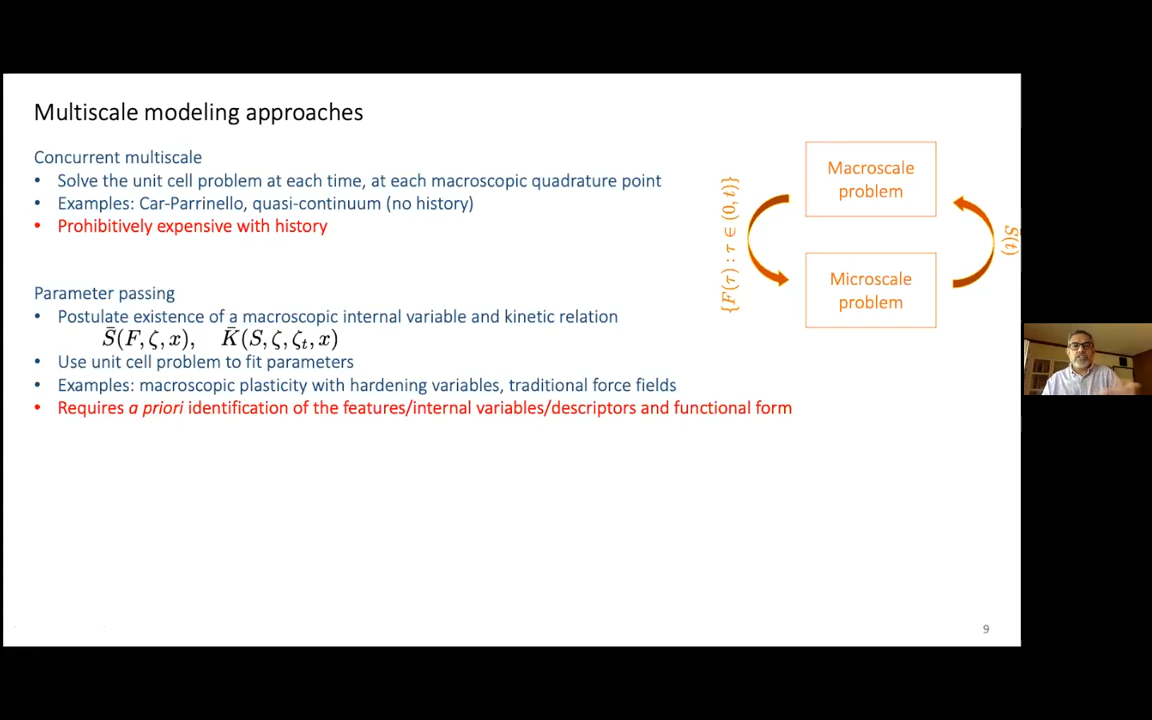 Multiscale modeling approaches
Concurrent multiscale
• Solve the unit cell problem at each time, at each macroscopic quadrature point
• Examples: Car-Parrinello, quasi-continuum (no history)
• Prohibitively expensive with history
Parameter passing
• Postulate existence of a macroscopic internal variable and kinetic relation
S̄(F, ζ, x), K̄(S, ζ, ζₜ, x)
• Use unit cell problem to fit parameters
• Examples: macroscopic plasticity with hardening variables, traditional force fields
• Requires a priori identification of the features/internal variables/descriptors and functional form
Macroscale
problem
{F(τ) : τ ∈ (0, t)}
S(t)
Microscale
problem
9